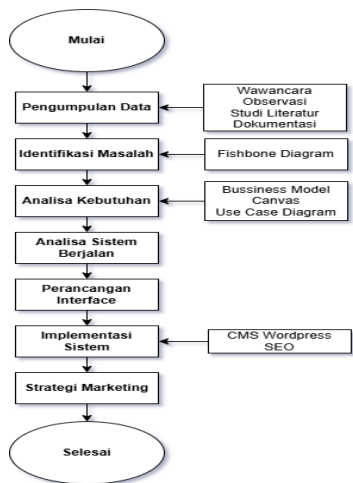 Mulai
Pengumpulan Data
Wawancara
Observasi
Studi Literatur
Dokumentasi
Identifikasi Masalah
Fishbone Diagram
Analisa Kebutuhan
Bussiness Model
Canvas
Use Case Diagram
Analisa Sistem
Berjalan
Perancangan
Interface
Implementasi
Sistem
CMS Wordpress
SEO
Strategi Marketing
Selesai